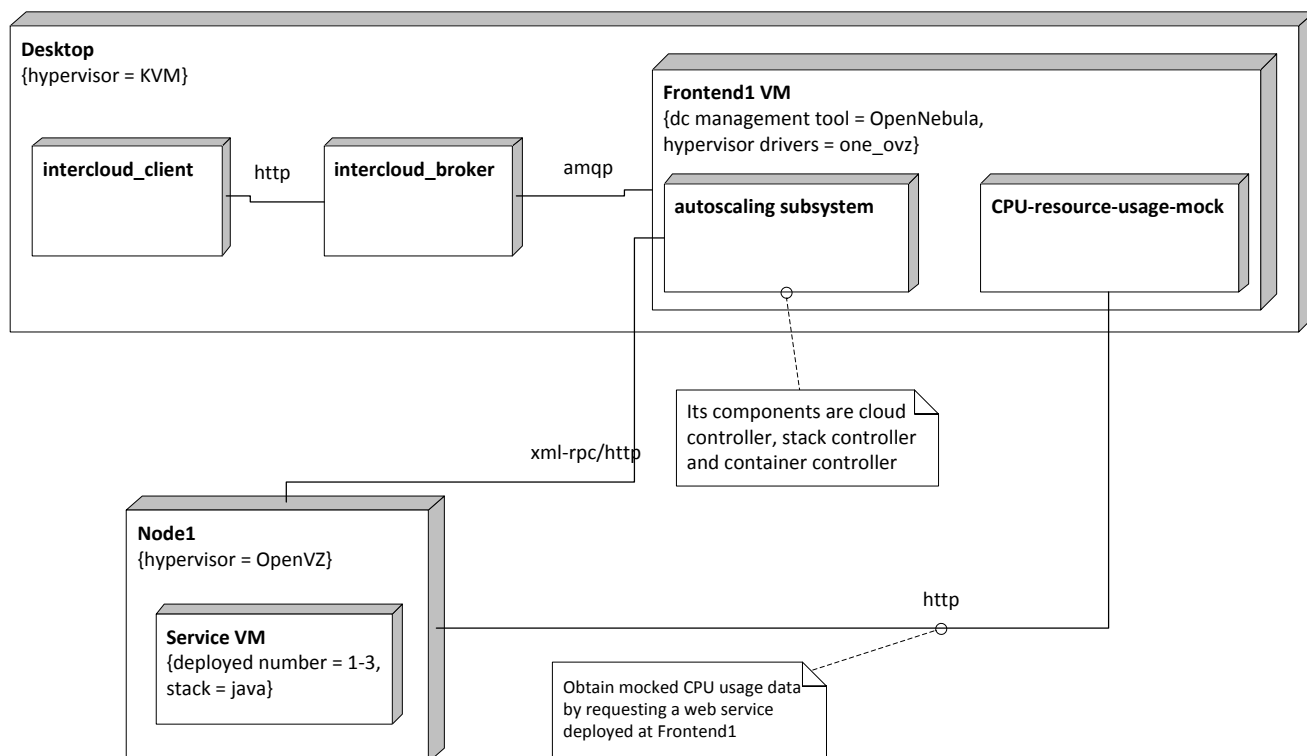 Desktop
{hypervisor = KVM}
Frontend1 VM
{dc management tool = OpenNebula,
hypervisor drivers = one_ovz}
intercloud_client
http
intercloud_broker
amqp
autoscaling subsystem
CPU-resource-usage-mock
Its components are cloud
controller, stack controller
and container controller
xml-rpc/http
Node1
{hypervisor = OpenVZ}
http
Service VM
{deployed number = 1-3,
stack = java}
Obtain mocked CPU usage data
by requesting a web service
deployed at Frontend1